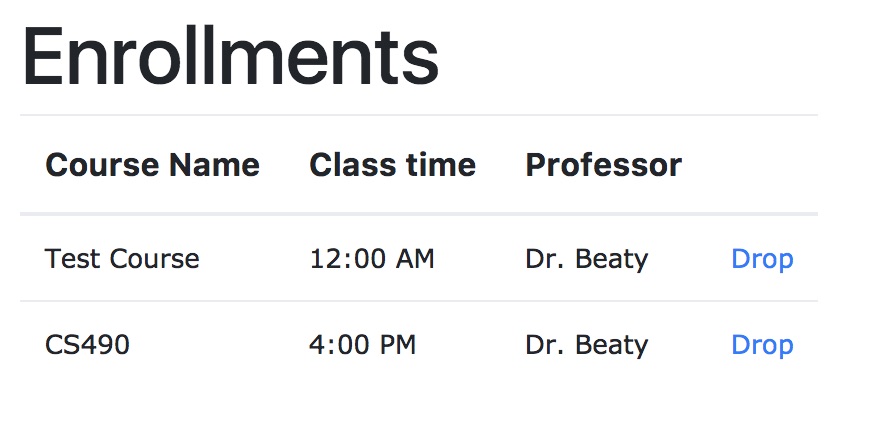 Enrollments
Course Name Class time Professor
Test Course 12:00 AM Dr. Beaty Drop
CS490 4:00 PM Dr. Beaty Drop